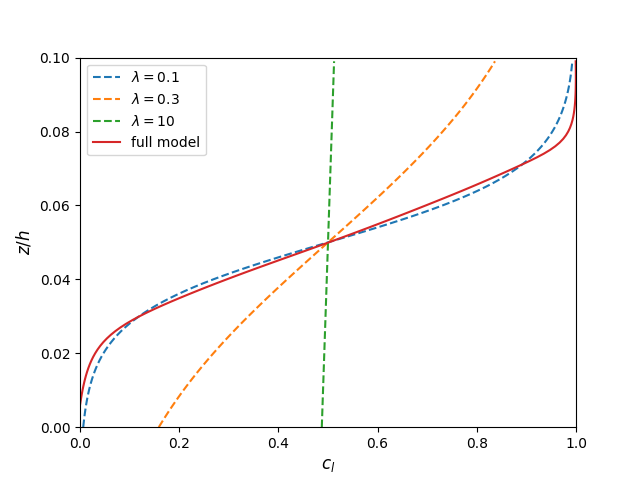 0.10
0.08
0.06
0.04
0.02
0.00
z/h
λ = 0.1
λ = 0.3
λ = 10
full model
0.0 0.2 0.4 0.6 0.8 1.0
c_l